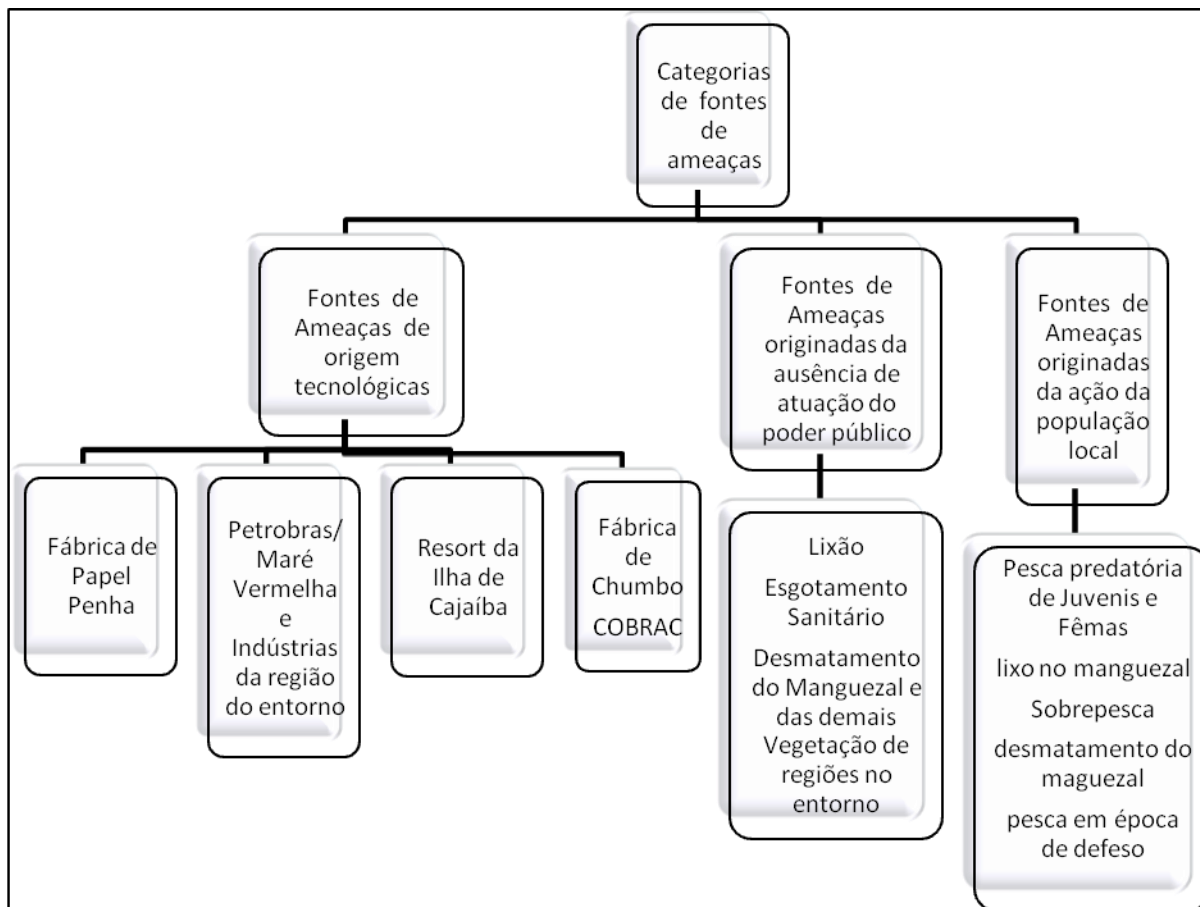 Categorias
de fontes
de
ameaças
Fontes de
Ameaças de
origem
tecnológicas
Fontes de
Ameaças
originadas da
ausência de
atuação do
poder público
Fontes de
Ameaças
originadas
da ação da
população
local
Fábrica de
Papel
Penha
Petrobras/
Maré
Vermelha
e
Indústrias
da região
do entorno
Resort da
Ilha de
Cajaíba
Fábrica
de
Chumbo
COBRAC
Lixão
Esgotamento
Sanitário
Desmatamento
do Manguezal e
das demais
Vegetação de
regiões no
entorno
Pesca predatória
de Juvenis e
Fêmas
lixo no manguezal
Sobrepesca
desmatamento do
maguezal
pesca em época
de defeso